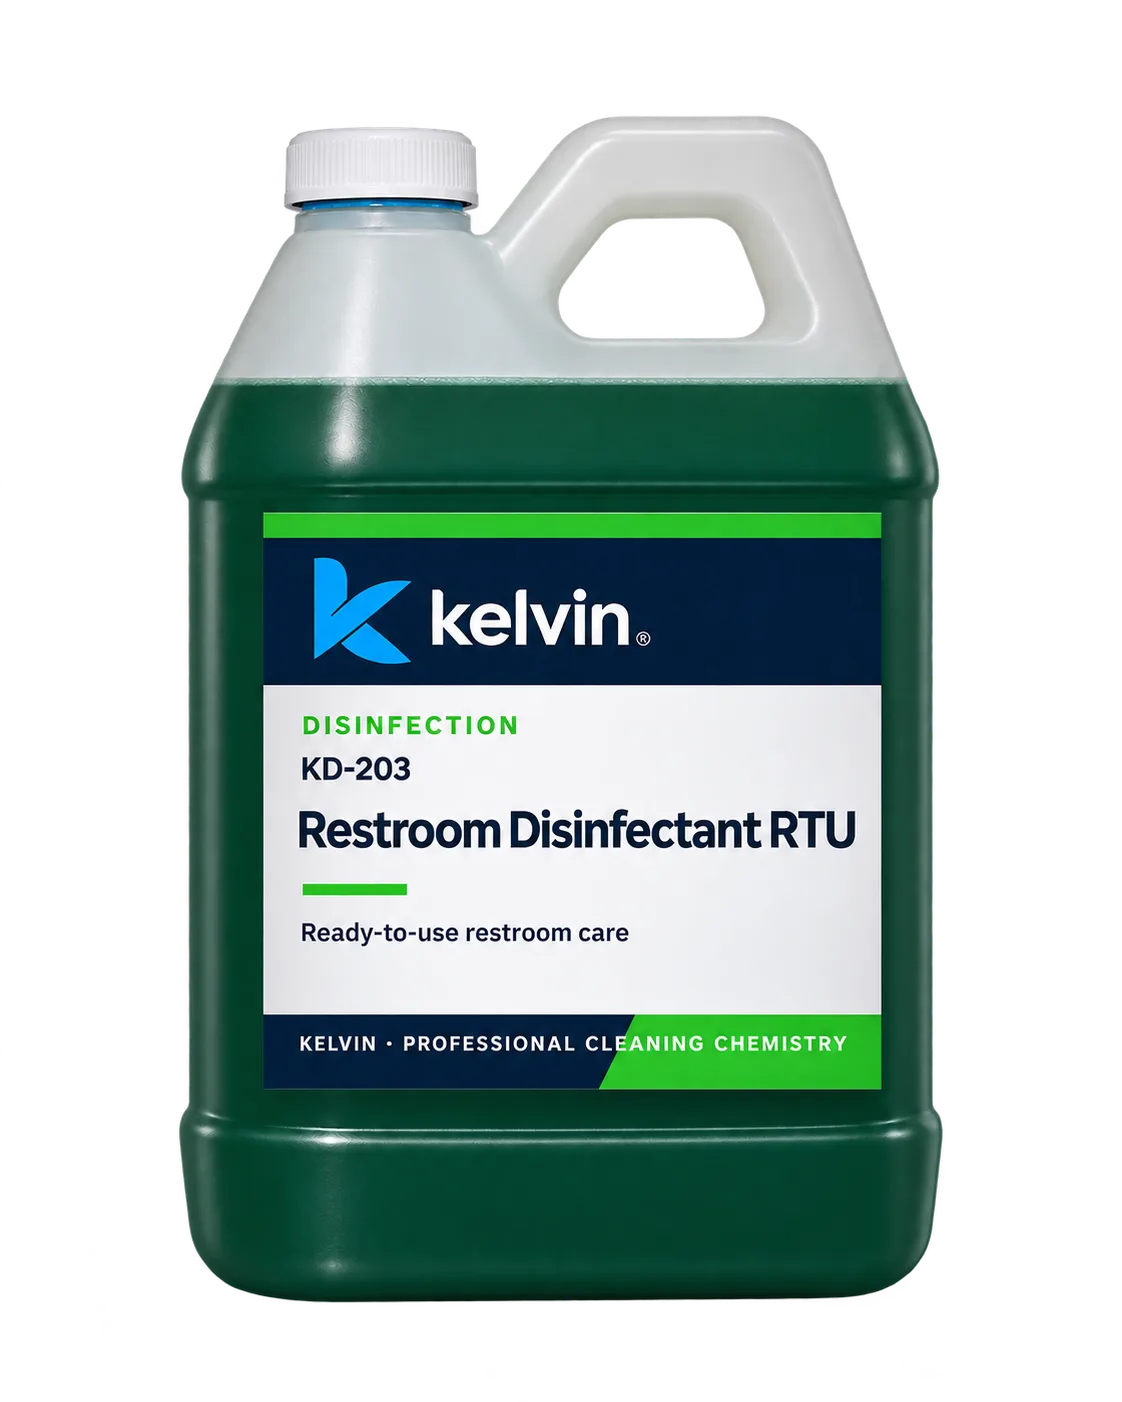 kelvin®
DISINFECTION
KD-203
Restroom Disinfectant RTU
Ready-to-use restroom care
KELVIN • PROFESSIONAL CLEANING CHEMISTRY